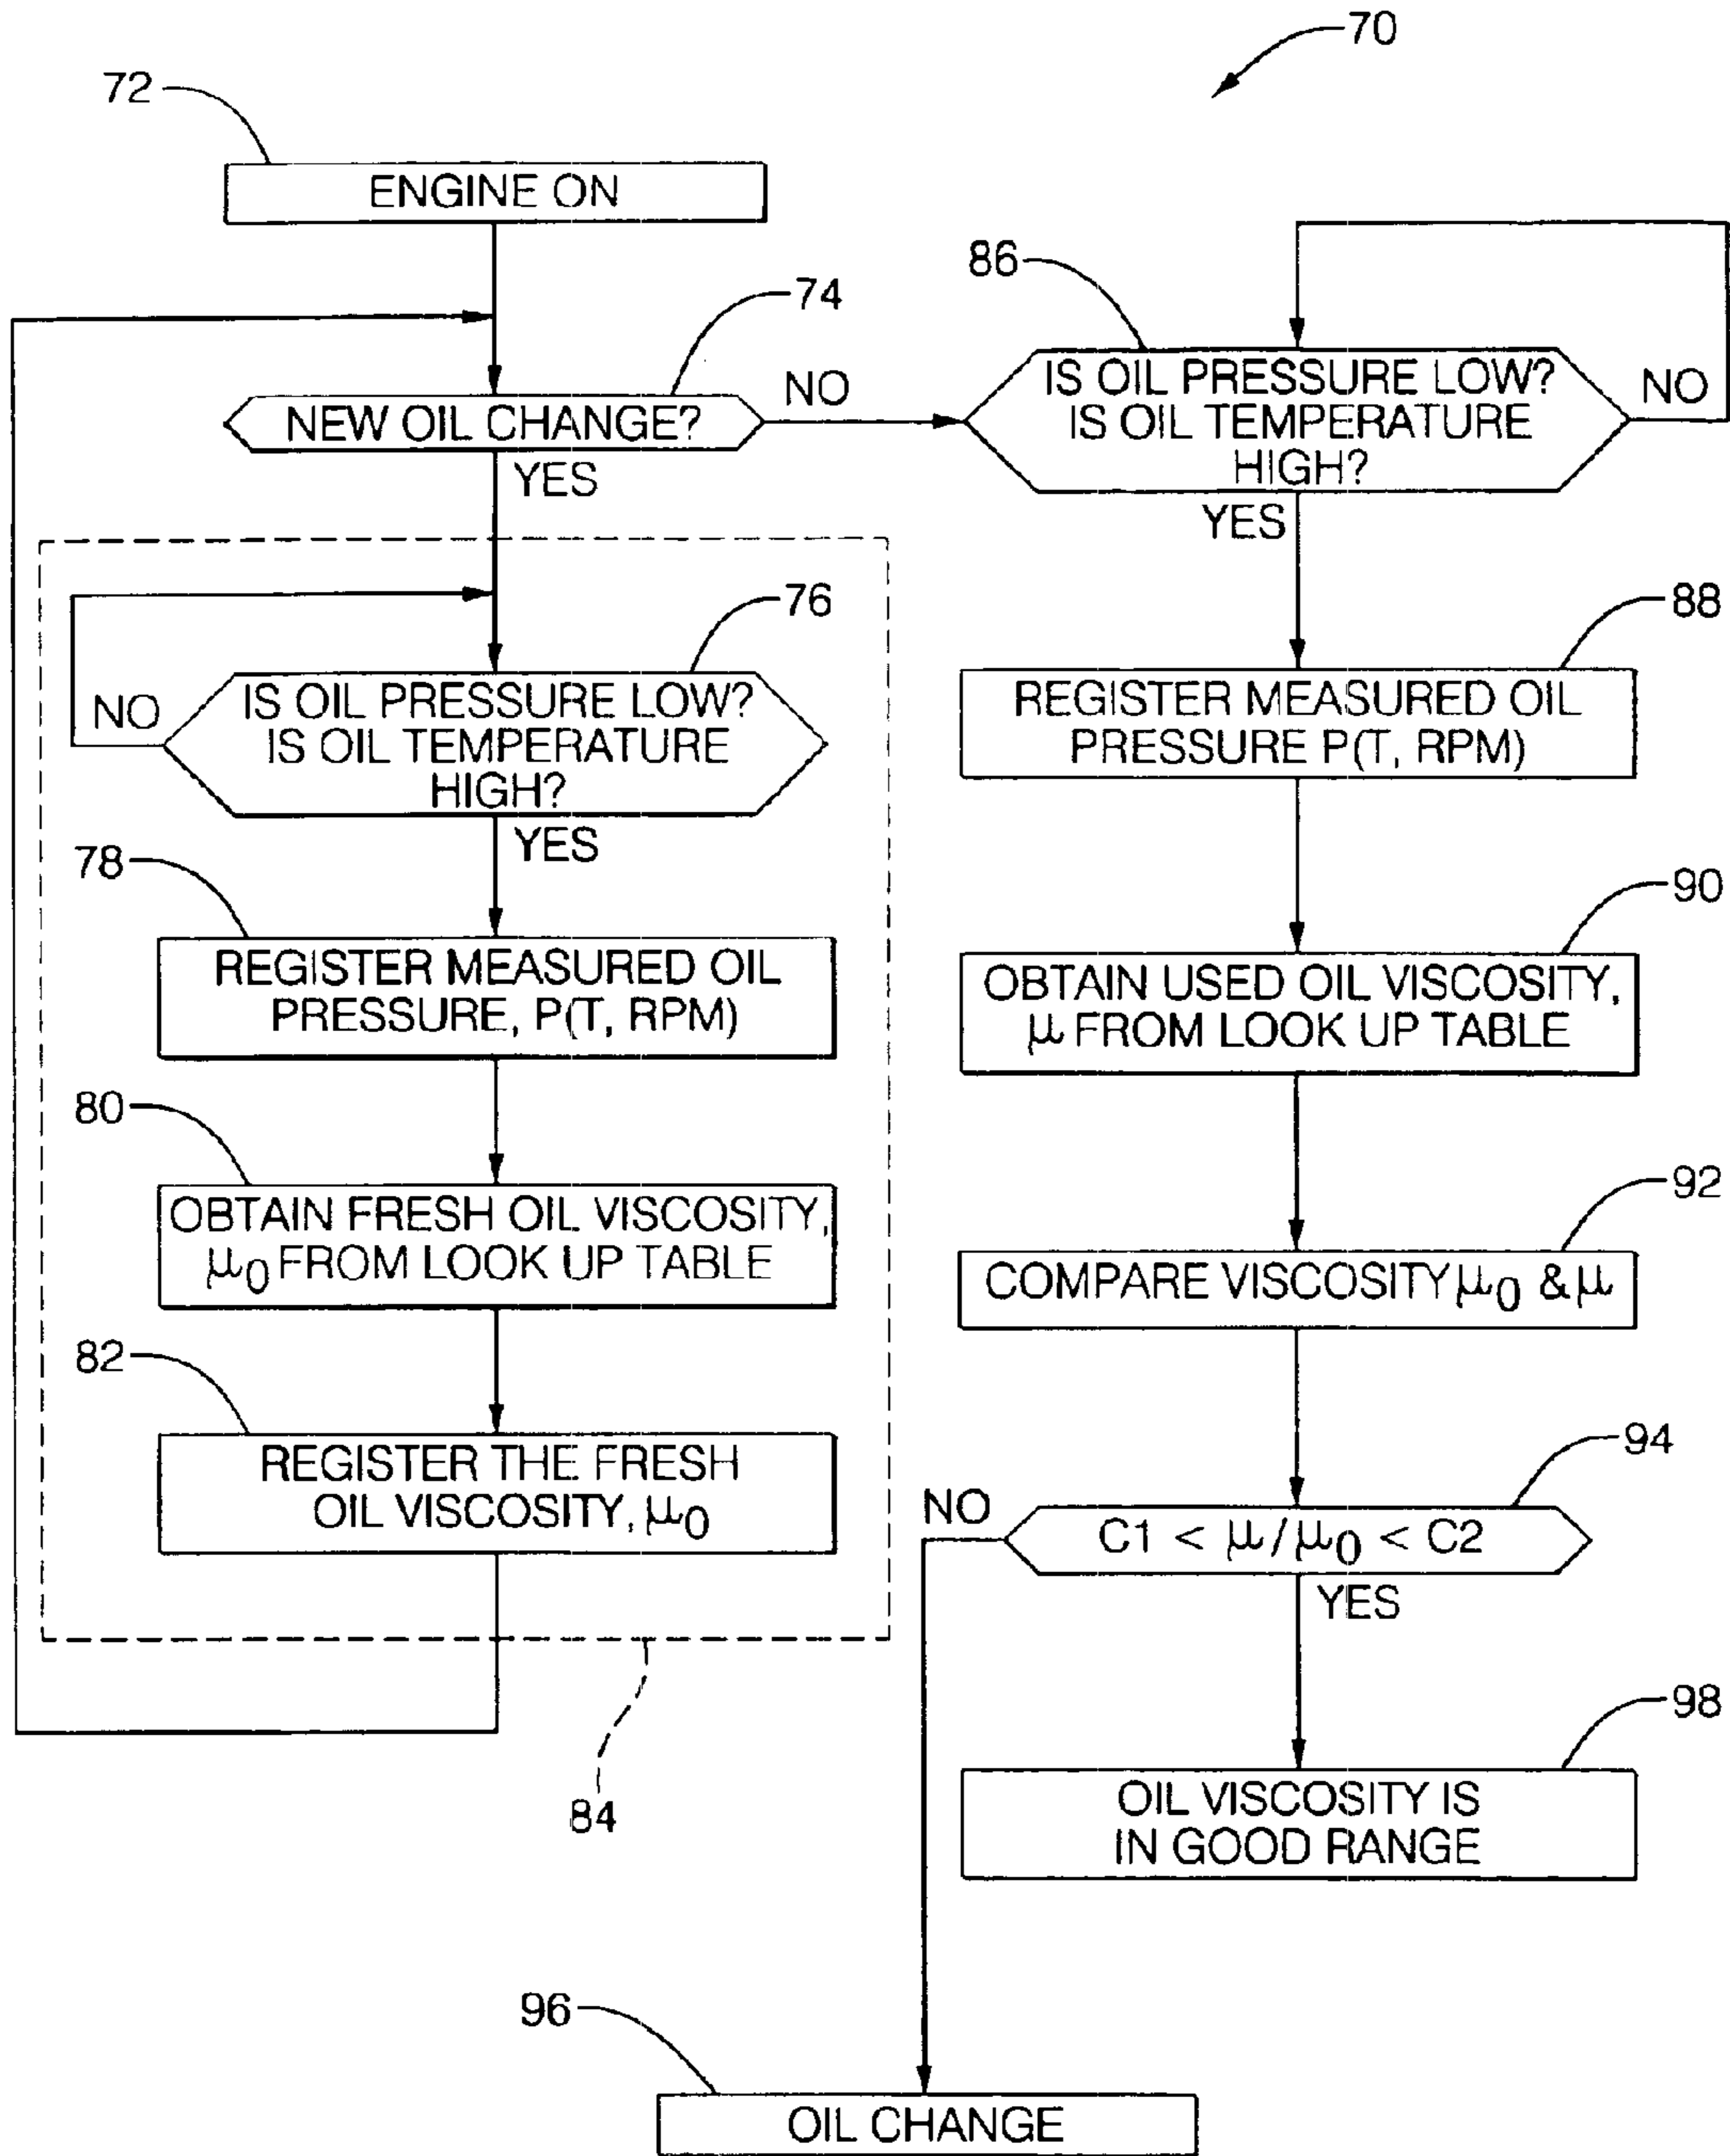 70
72
ENGINE ON
74
NEW OIL CHANGE?
NO
YES
76
IS OIL PRESSURE LOW?
IS OIL TEMPERATURE
HIGH?
NO
YES
78
REGISTER MEASURED OIL
PRESSURE, P(T, RPM)
80
OBTAIN FRESH OIL VISCOSITY,
μ0 FROM LOOK UP TABLE
82
REGISTER THE FRESH
OIL VISCOSITY, μ0
84
86
IS OIL PRESSURE LOW?
IS OIL TEMPERATURE
HIGH?
NO
YES
88
REGISTER MEASURED OIL
PRESSURE P(T, RPM)
90
OBTAIN USED OIL VISCOSITY,
μ FROM LOOK UP TABLE
92
COMPARE VISCOSITY μ0 & μ
94
C1 < μ/μ0 < C2
NO
YES
98
OIL VISCOSITY IS
IN GOOD RANGE
96
OIL CHANGE